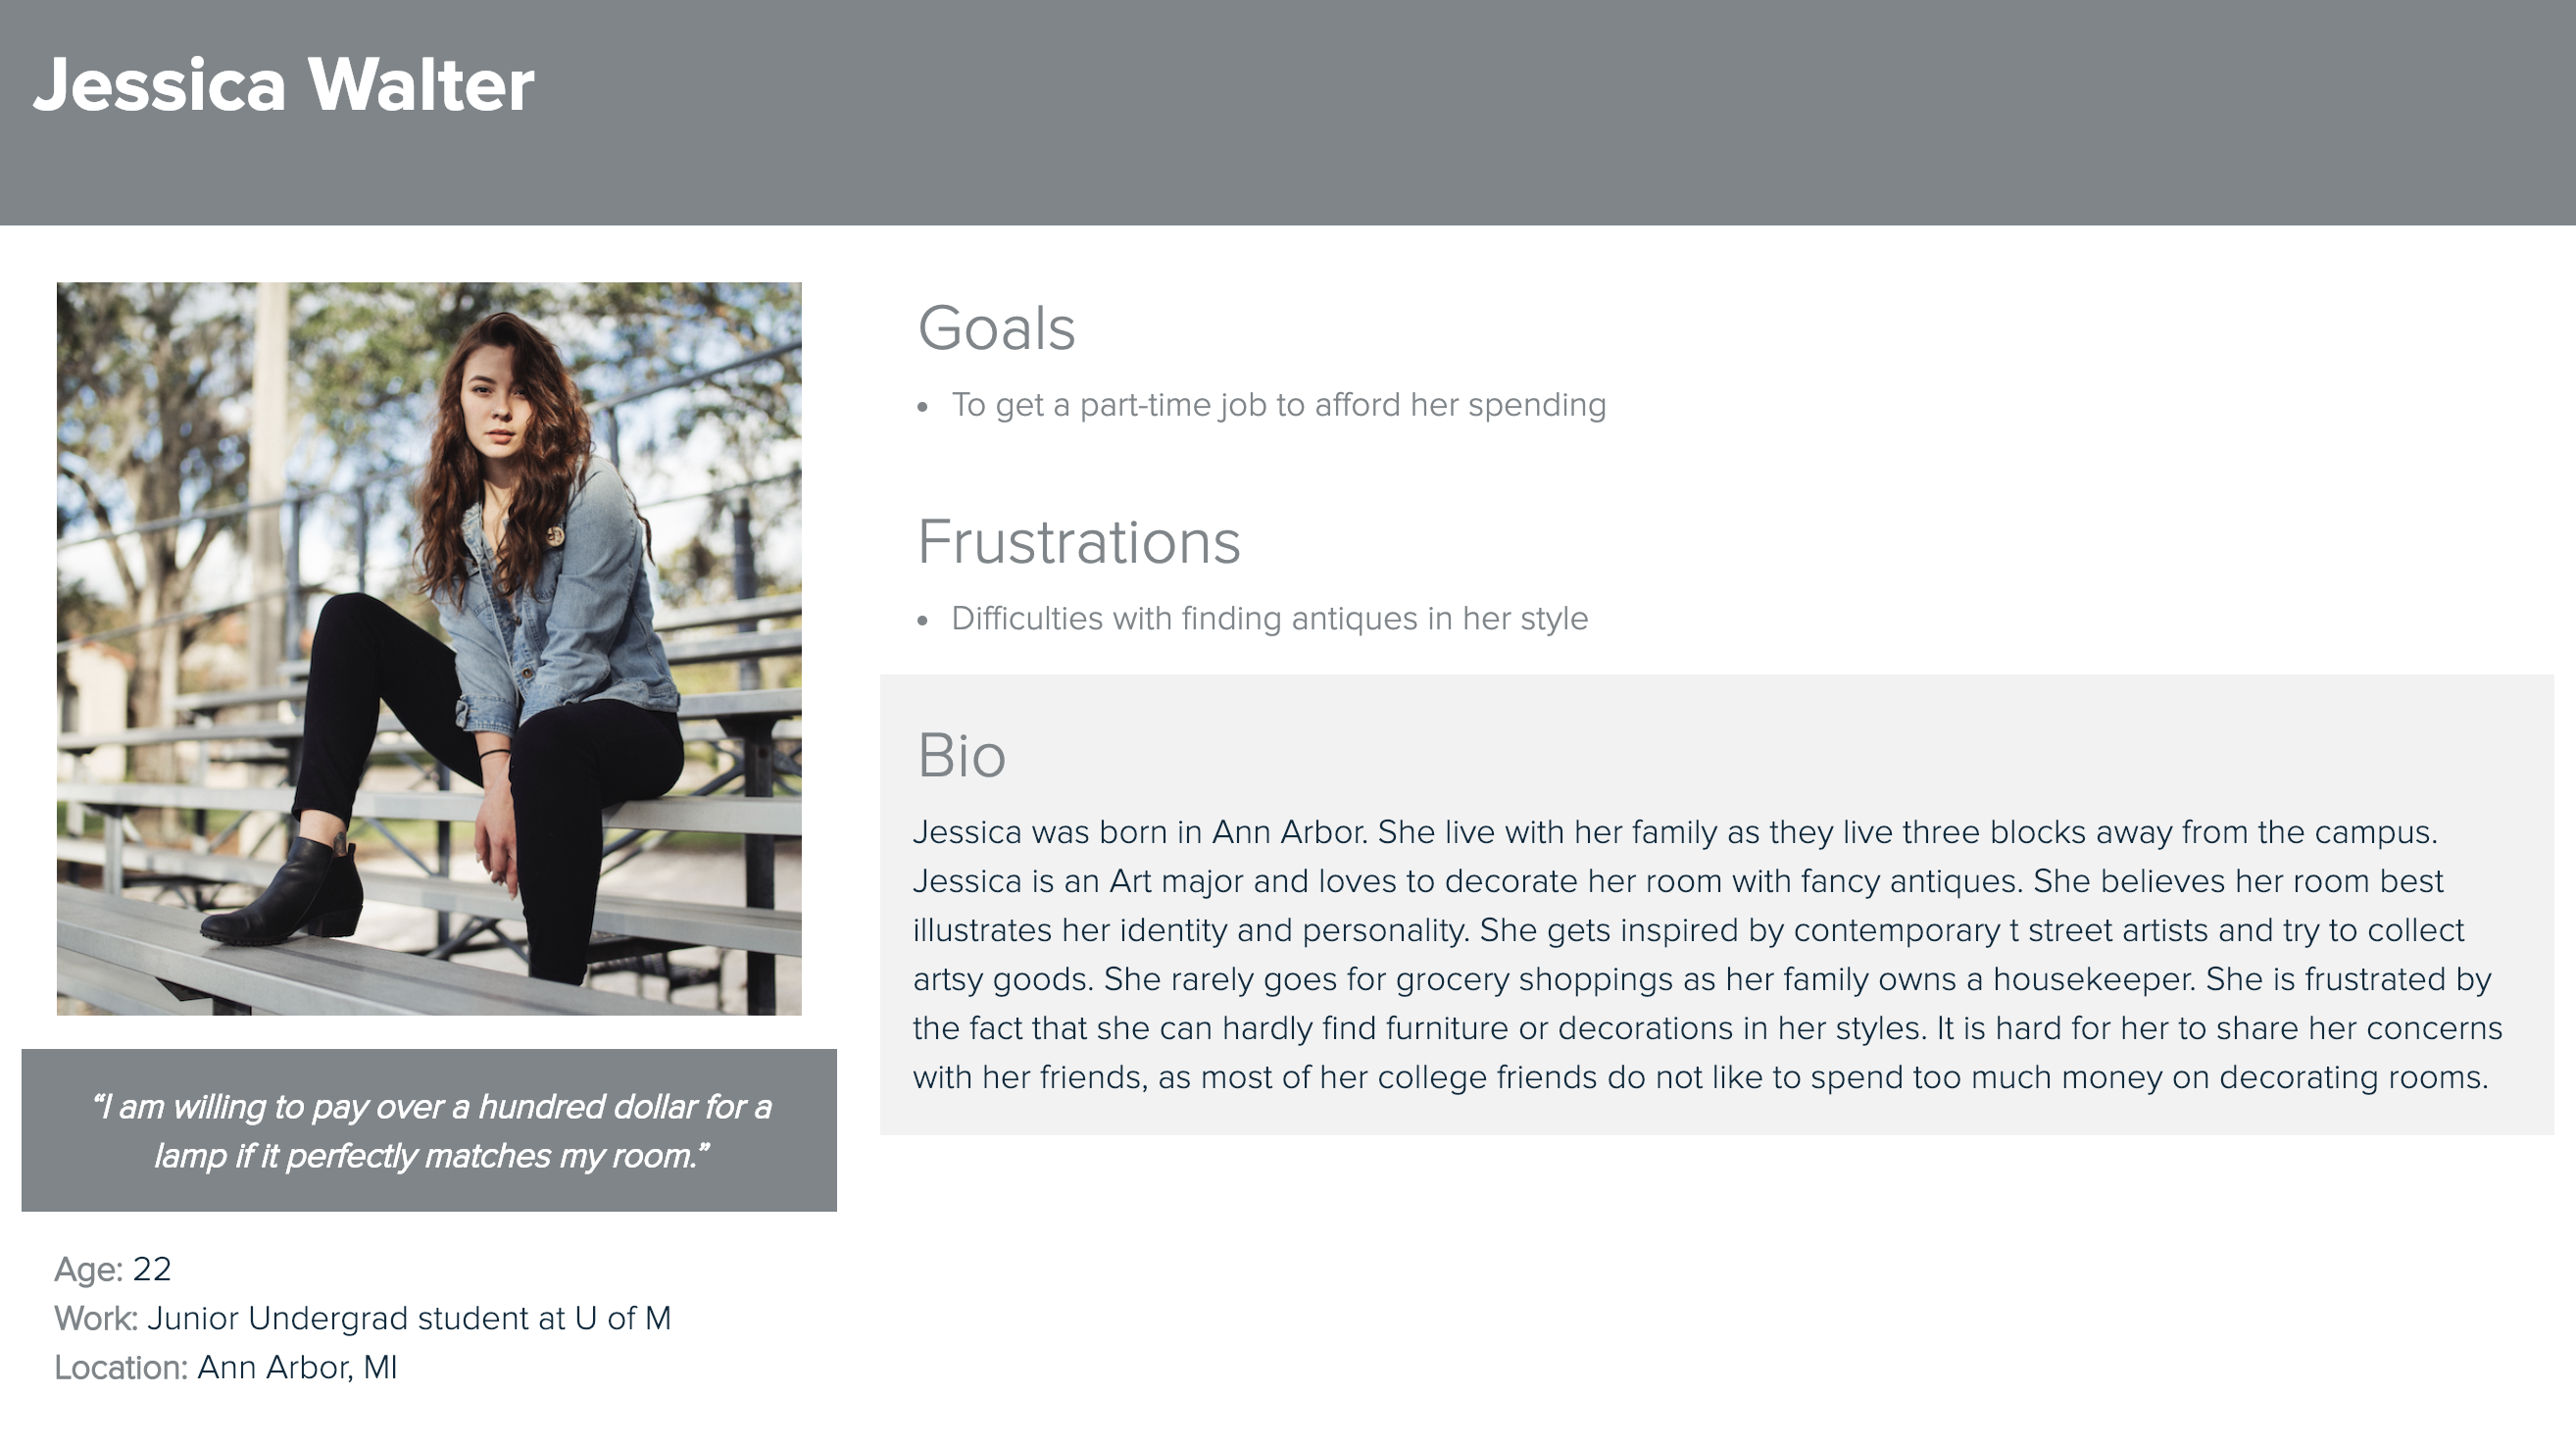 Jessica Walter
Goals
• To get a part-time job to afford her spending
Frustrations
• Difficulties with finding antiques in her style
Bio
Jessica was born in Ann Arbor. She live with her family as they live three blocks away from the campus.
Jessica is an Art major and loves to decorate her room with fancy antiques. She believes her room best
illustrates her identity and personality. She gets inspired by contemporary t street artists and try to collect
artsy goods. She rarely goes for grocery shoppings as her family owns a housekeeper. She is frustrated by
the fact that she can hardly find furniture or decorations in her styles. It is hard for her to share her concerns
with her friends, as most of her college friends do not like to spend too much money on decorating rooms.
“I am willing to pay over a hundred dollar for a
lamp if it perfectly matches my room.”
Age: 22
Work: Junior Undergrad student at U of M
Location: Ann Arbor, MI